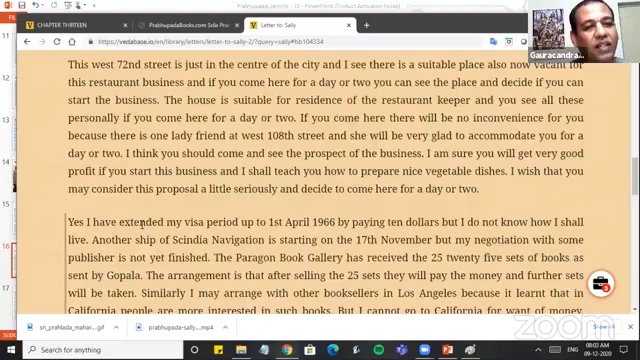 CHAPTER THIRTEEN
PrabhupadaBooks.com Srila Pra
Letter to Sally
https://vedabase.io/en/library/letters/letter-to-sally-2/?query=sally#bb104334
Gauracandra...
This west 72nd street is just in the centre of the city and I see there is a suitable place also now vatent for
this restaurant business and if you come here for a day or two you can see the place and decide if you can
start the business. The house is suitable for residence of the restaurant keeper and you see all these
personally if you come here for a day or two. If you come here there will be no inconvenience for you
because there is one lady friend at west 108th street and she will be very glad to accommodate you for a
day or two. I think you should come and see the prospect of the business. I am sure you will get very good
profit if you start this business and I shall teach you how to prepare nice vegetable dishes. I wish that you
may consider this proposal a little seriously and decide to come here for a day or two.
Yes I have extended my visa period up to 1st April 1966 by paying ten dollars but I do not know how I shall
live. Another ship of Scindia Navigation is starting on the 17th November but my negotiation with some
publisher is not yet finished. The Paragon Book Gallery has received the 25 twenty five sets of books as
sent by Gopala. The arrangement is that after selling the 25 sets they will pay the money and further sets
will be taken. Similarly I may arrange with other booksellers in Los Angeles because it learnt that in
California people are more interested in such books. But I cannot go to California for want of money.
sri_prahlada_mahar....gif
prabhupada-sally.mp4
Show all
zoom
Type here to search
ENG
08:03 AM
09-12-2020
11
12
13
14
15
16
17